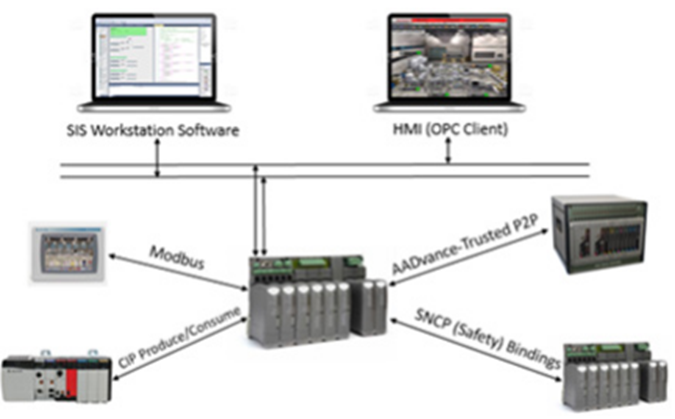 SIS Workstation Software
HMI (OPC Client)
Modbus
AADvance-Trusted P2P
CIP Produce/Consume
SNCP (Safety) Bindings